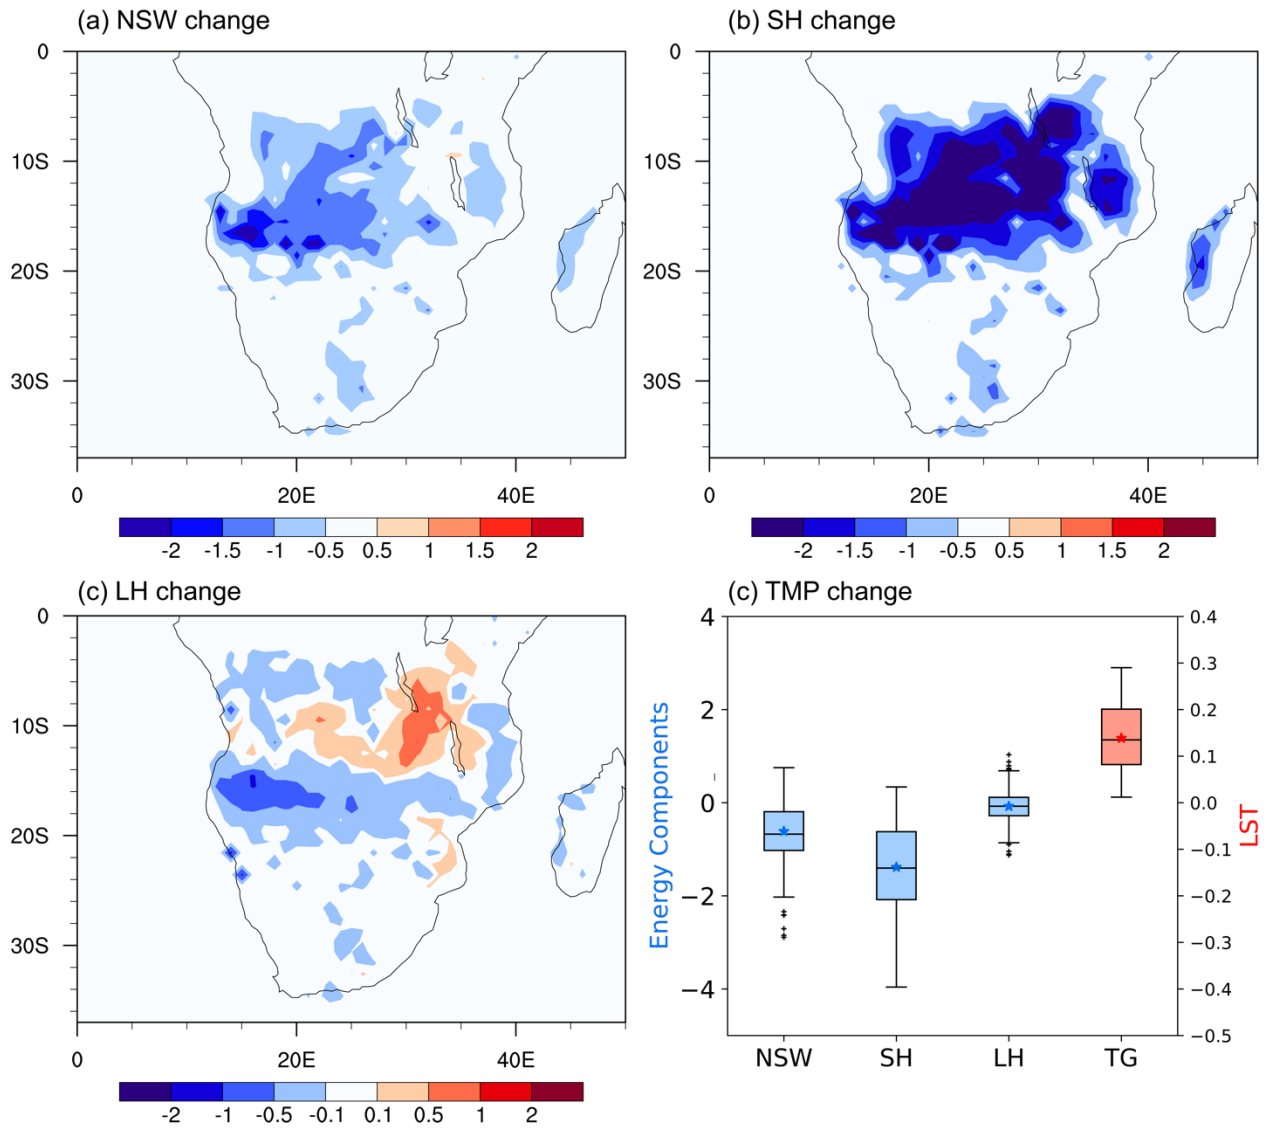 (a) NSW change
(b) SH change
0
10S
20S
30S
0
20E
40E
-2 -1.5 -1 -0.5 0.5 1 1.5 2
0
10S
20S
30S
0
20E
40E
-2 -1.5 -1 -0.5 0.5 1 1.5 2
(c) LH change
(c) TMP change
0
10S
20S
30S
0
20E
40E
-2 -1 -0.5 -0.1 0.1 0.5 1 2
Energy Components
4
2
0
−2
−4
0.4
0.3
0.2
0.1
0.0
−0.1
−0.2
−0.3
−0.4
−0.5
LST
NSW SH LH TG